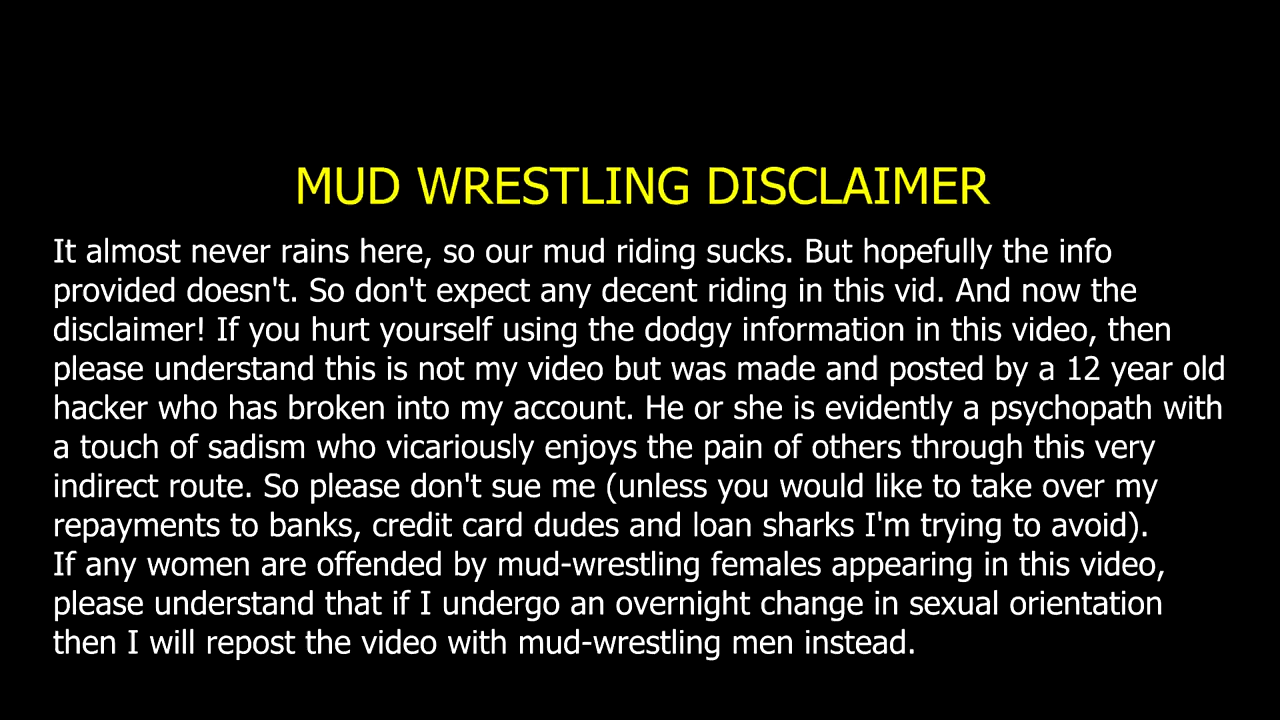 MUD WRESTLING DISCLAIMER
It almost never rains here, so our mud riding sucks. But hopefully the info
provided doesn't. So don't expect any decent riding in this vid. And now the
disclaimer! If you hurt yourself using the dodgy information in this video, then
please understand this is not my video but was made and posted by a 12 year old
hacker who has broken into my account. He or she is evidently a psychopath with
a touch of sadism who vicariously enjoys the pain of others through this very
indirect route. So please don't sue me (unless you would like to take over my
repayments to banks, credit card dudes and loan sharks I'm trying to avoid).
If any women are offended by mud-wrestling females appearing in this video,
please understand that if I undergo an overnight change in sexual orientation
then I will repost the video with mud-wrestling men instead.